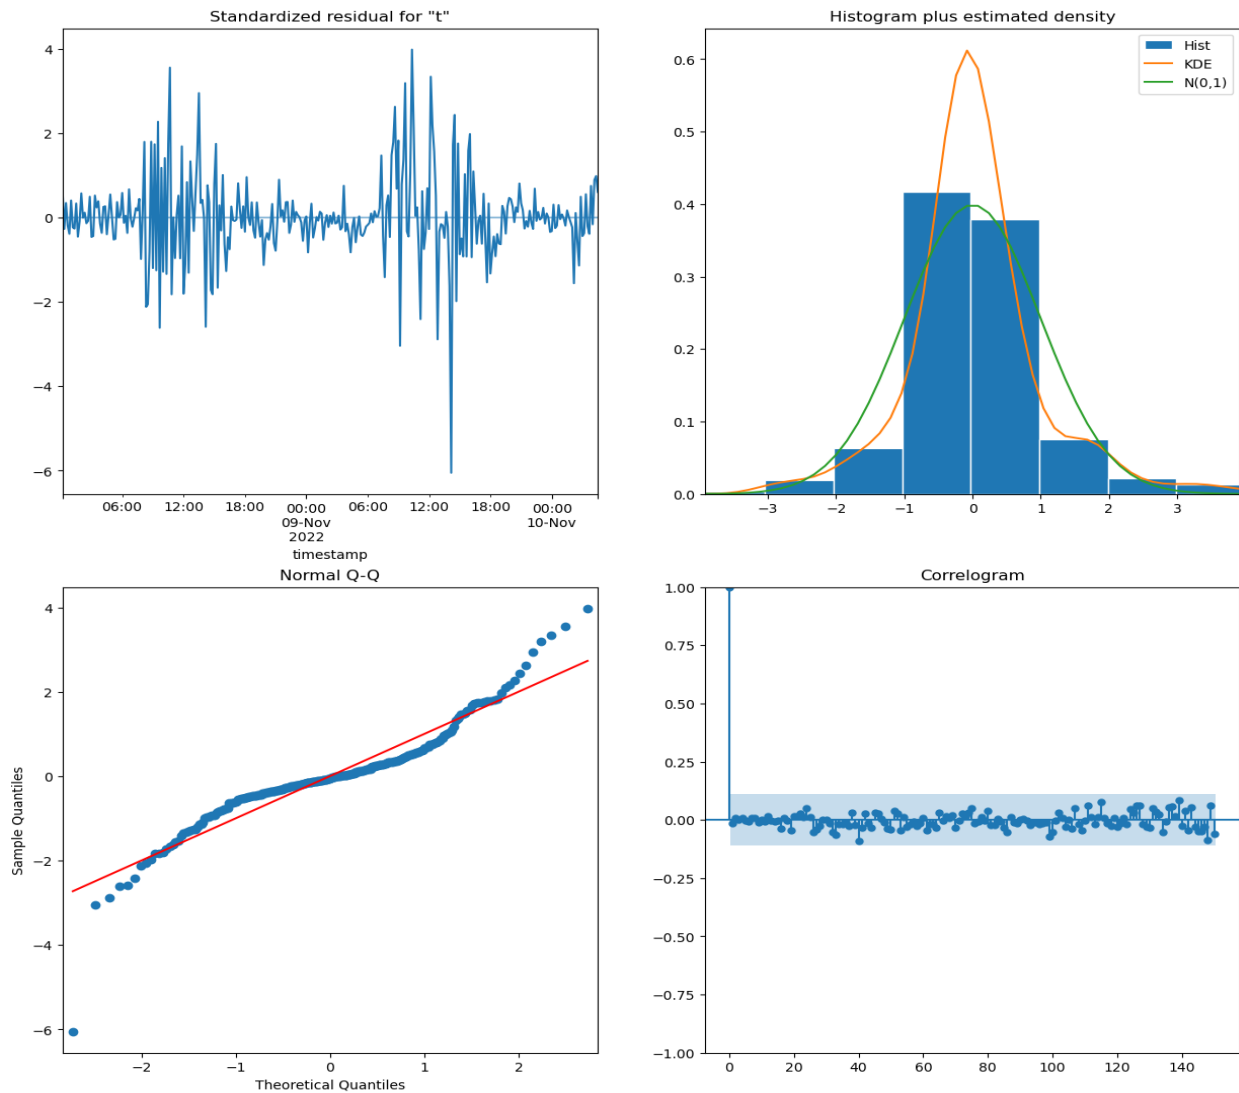 Standardized residual for "t"
4
2
0
−2
−4
−6
06:00 12:00 18:00 00:00 06:00 12:00 18:00 00:00
09-Nov 10-Nov
2022
timestamp
Histogram plus estimated density
Hist
KDE
N(0,1)
0.6
0.5
0.4
0.3
0.2
0.1
0.0
−3 −2 −1 0 1 2 3
Normal Q-Q
4
2
0
−2
−4
−6
Sample Quantiles
−2 −1 0 1 2
Theoretical Quantiles
Correlogram
1.00
0.75
0.50
0.25
0.00
−0.25
−0.50
−0.75
−1.00
0 20 40 60 80 100 120 140